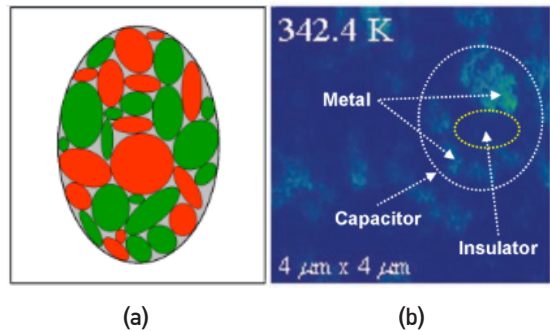 342.4 K
Metal
Capacitor
Insulator
4 μm x 4 μm
(a)
(b)